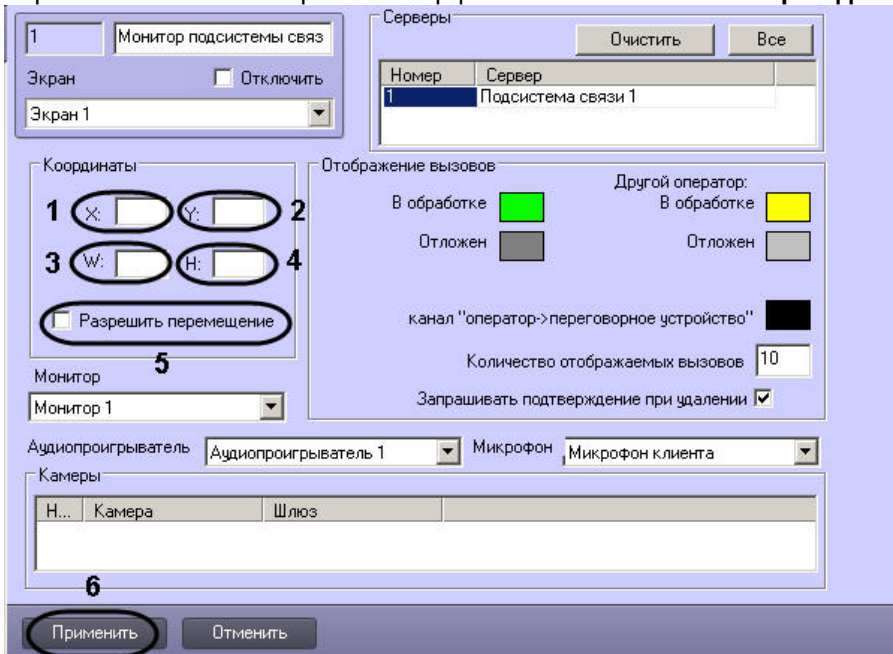 1 Монитор подсистемы связ
Экран Отключить
Экран 1
Серверы
Очистить Все
Номер Сервер
1 Подсистема связи 1
Координаты
1 X: Y: 2
3 W: H: 4
Разрешить перемещение
5
Отображение вызовов
Другой оператор:
В обработке В обработке
Отложен Отложен
канал "оператор->переговорное устройство"
Количество отображаемых вызовов 10
Запрашивать подтверждение при удалении
Монитор
Монитор 1
Аудиопроигрыватель Аудиопроигрыватель 1 Микрофон Микрофон клиента
Камеры
Н... Камера Шлюз
6
Применить Отменить